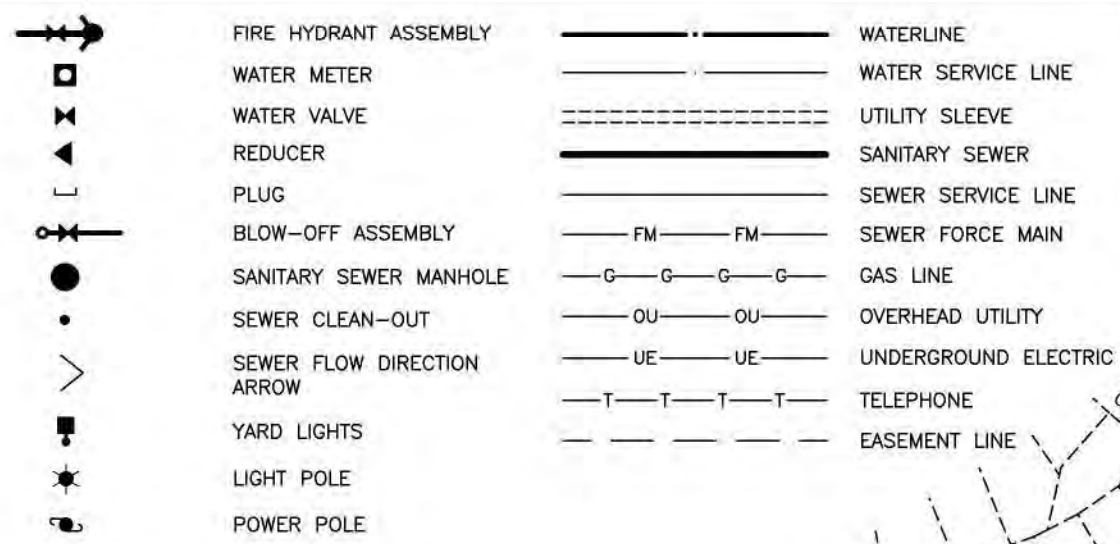 FIRE HYDRANT ASSEMBLY
WATER METER
WATER VALVE
REDUCER
PLUG
BLOW-OFF ASSEMBLY
SANITARY SEWER MANHOLE
SEWER CLEAN-OUT
SEWER FLOW DIRECTION
ARROW
YARD LIGHTS
LIGHT POLE
POWER POLE
WATERLINE
WATER SERVICE LINE
UTILITY SLEEVE
SANITARY SEWER
SEWER SERVICE LINE
FM FM SEWER FORCE MAIN
G G G G GAS LINE
OU OU OVERHEAD UTILITY
UE UE UNDERGROUND ELECTRIC
T T T T TELEPHONE
EASEMENT LINE